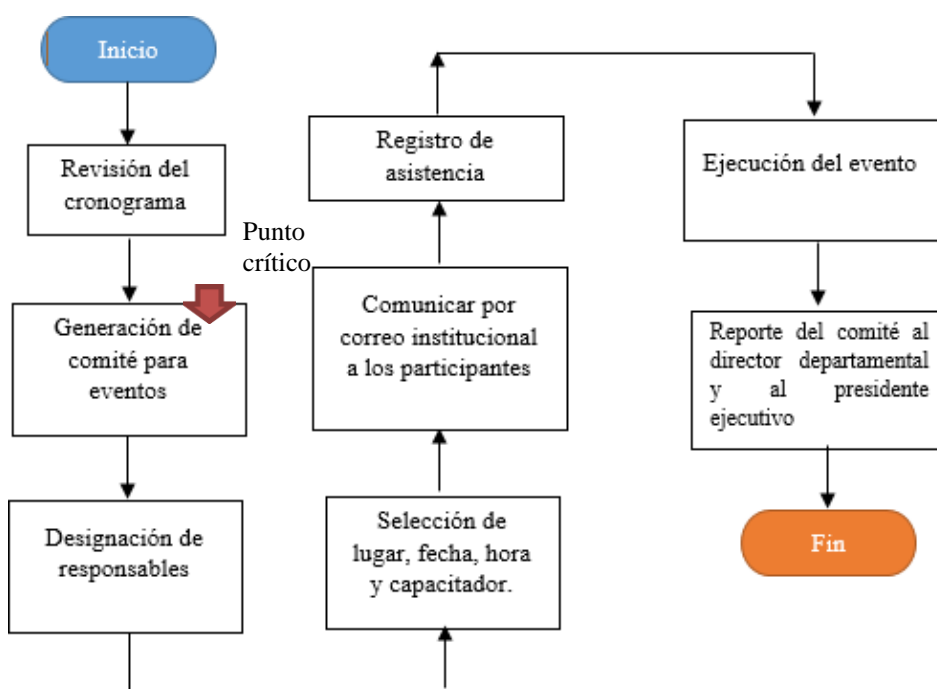 Inicio
Revisión del
cronograma
Punto
crítico
Generación de
comité para
eventos
Designación de
responsables
Selección de
lugar, fecha, hora
y capacitador.
Comunicar por
correo institucional
a los participantes
Registro de
asistencia
Ejecución del evento
Reporte del comité al
director departamental
y al presidente
ejecutivo
Fin